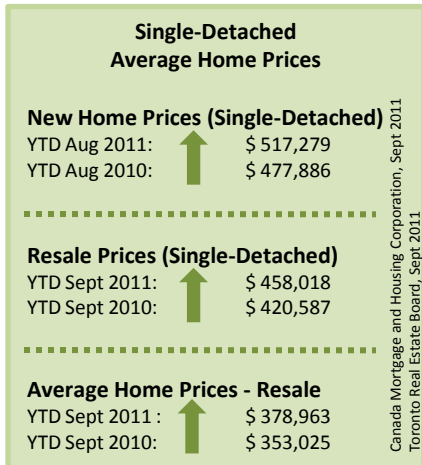 Single-Detached
Average Home Prices
New Home Prices (Single-Detached)
YTD Aug 2011: $ 517,279
YTD Aug 2010: $ 477,886
Resale Prices (Single-Detached)
YTD Sept 2011: $ 458,018
YTD Sept 2010: $ 420,587
Average Home Prices - Resale
YTD Sept 2011 : $ 378,963
YTD Sept 2010: $ 353,025
Canada Mortgage and Housing Corporation, Sept 2011
Toronto Real Estate Board, Sept 2011